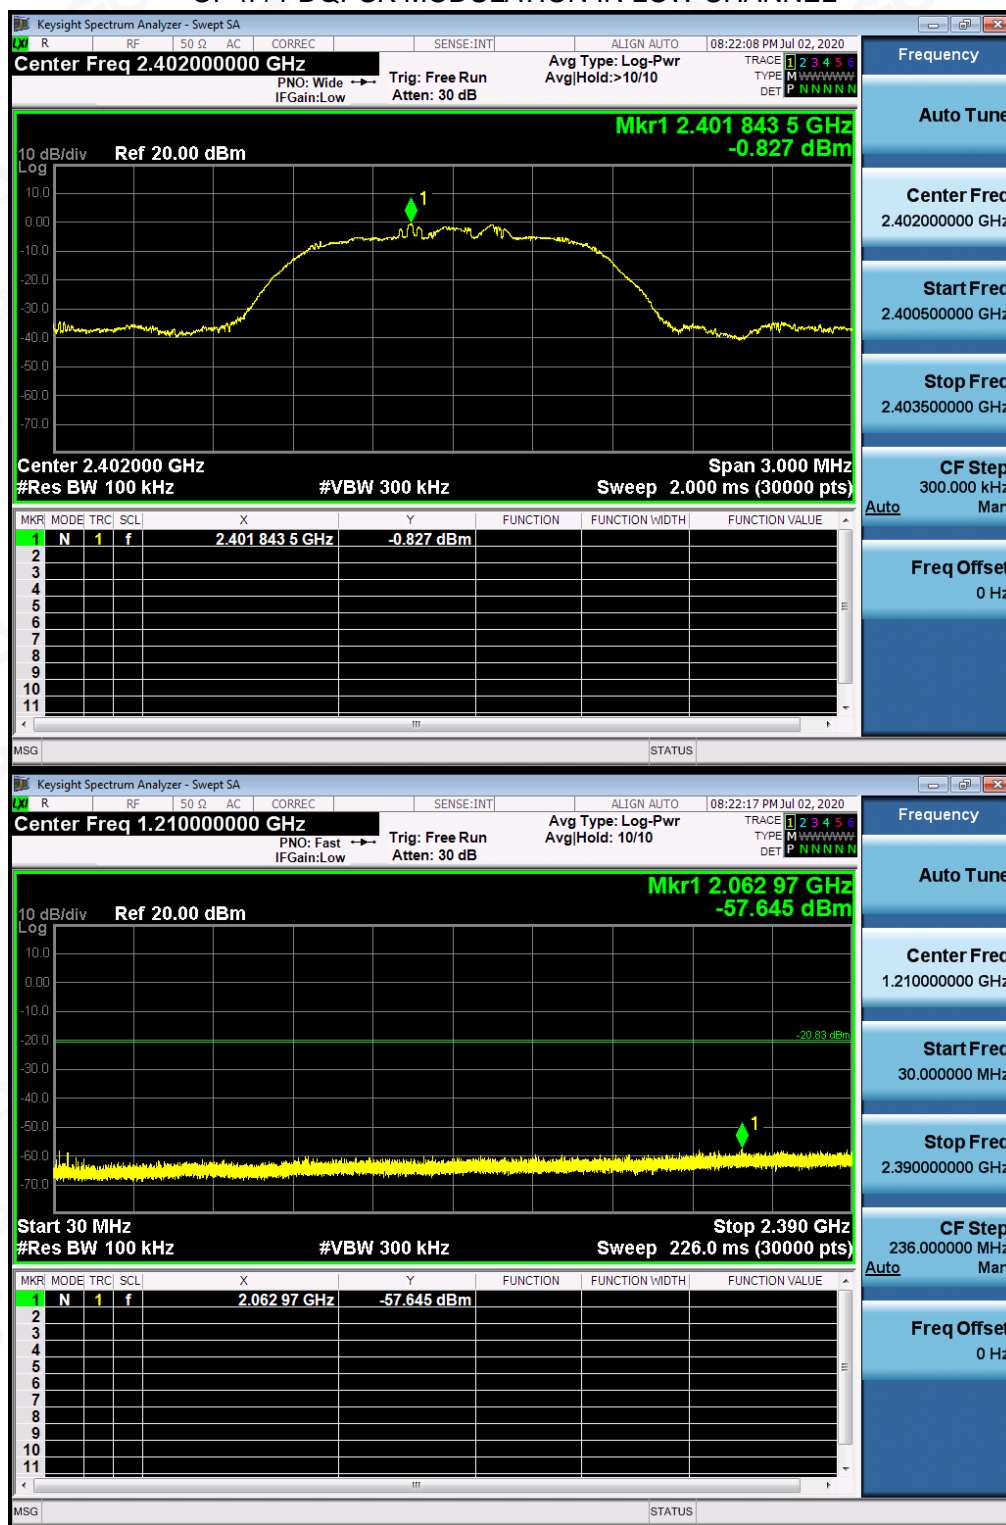 Keysight Spectrum Analyzer - Swept SA
LXI R RF 50 Ω AC CORREC SENSE:INT ALIGN AUTO 08:22:08 PM Jul 02, 2020
Center Freq 2.402000000 GHz
PNO: Wide
IFGain:Low
Trig: Free Run
Atten: 30 dB
Avg Type: Log-Pwr
Avg|Hold:>10/10
TRACE 1 2 3 4 5 6
TYPE M WWWWW
DET P N N N N N
Mkr1 2.401 843 5 GHz
-0.827 dBm
10 dB/div Ref 20.00 dBm
Log
10.0
0.00
-10.0
-20.0
-30.0
-40.0
-50.0
-60.0
-70.0
1
Center 2.402000 GHz Span 3.000 MHz
#Res BW 100 kHz #VBW 300 kHz Sweep 2.000 ms (30000 pts)
MKR MODE TRC SCL X Y FUNCTION FUNCTION WIDTH FUNCTION VALUE
1 N 1 f 2.401 843 5 GHz -0.827 dBm
2
3
4
5
6
7
8
9
10
11
MSG STATUS
Frequency
Auto Tune
Center Freq
2.402000000 GHz
Start Freq
2.400500000 GHz
Stop Freq
2.403500000 GHz
CF Step
300.000 kHz
Auto Man
Freq Offset
0 Hz
Keysight Spectrum Analyzer - Swept SA
LXI R RF 50 Ω AC CORREC SENSE:INT ALIGN AUTO 08:22:17 PM Jul 02, 2020
Center Freq 1.210000000 GHz
PNO: Fast
IFGain:Low
Trig: Free Run
Atten: 30 dB
Avg Type: Log-Pwr
Avg|Hold: 10/10
TRACE 1 2 3 4 5 6
TYPE M WWWWW
DET P N N N N N
Mkr1 2.062 97 GHz
-57.645 dBm
10 dB/div Ref 20.00 dBm
Log
10.0
0.00
-10.0
-20.0
-30.0
-40.0
-50.0
-60.0
-70.0
-20.83 dBm
1
Start 30 MHz Stop 2.390 GHz
#Res BW 100 kHz #VBW 300 kHz Sweep 226.0 ms (30000 pts)
MKR MODE TRC SCL X Y FUNCTION FUNCTION WIDTH FUNCTION VALUE
1 N 1 f 2.062 97 GHz -57.645 dBm
2
3
4
5
6
7
8
9
10
11
MSG STATUS
Frequency
Auto Tune
Center Freq
1.210000000 GHz
Start Freq
30.000000 MHz
Stop Freq
2.390000000 GHz
CF Step
236.000000 MHz
Auto Man
Freq Offset
0 Hz